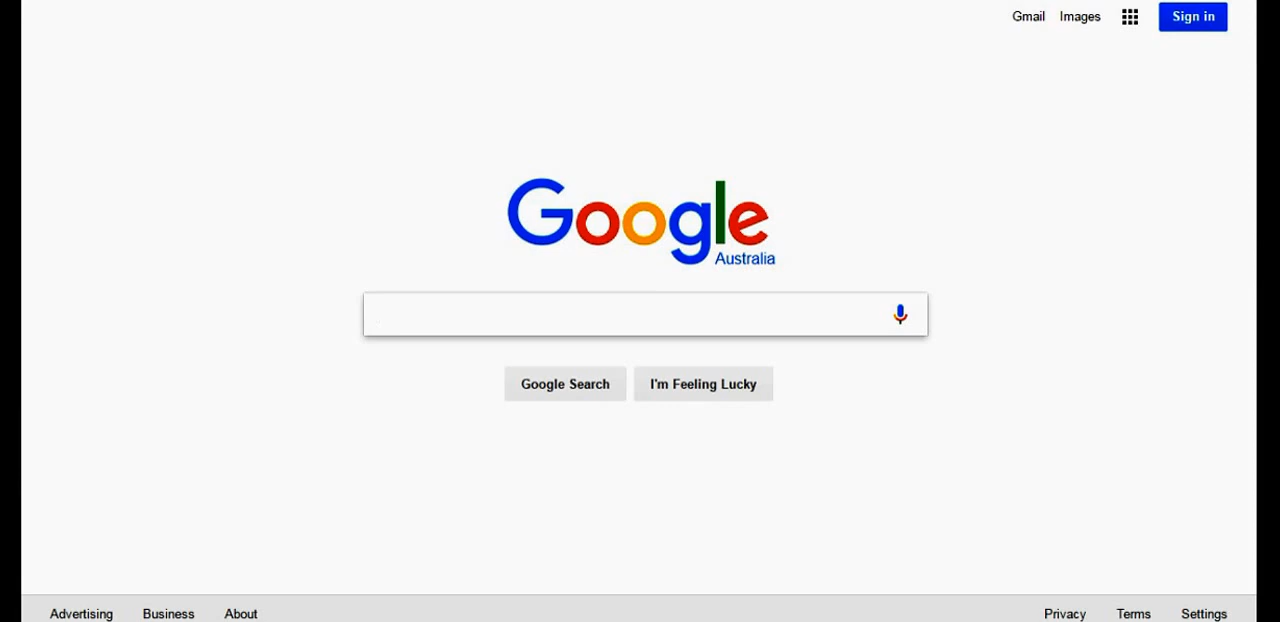 Gmail Images Sign in
Google
Australia
Google Search I'm Feeling Lucky
Advertising Business About Privacy Terms Settings